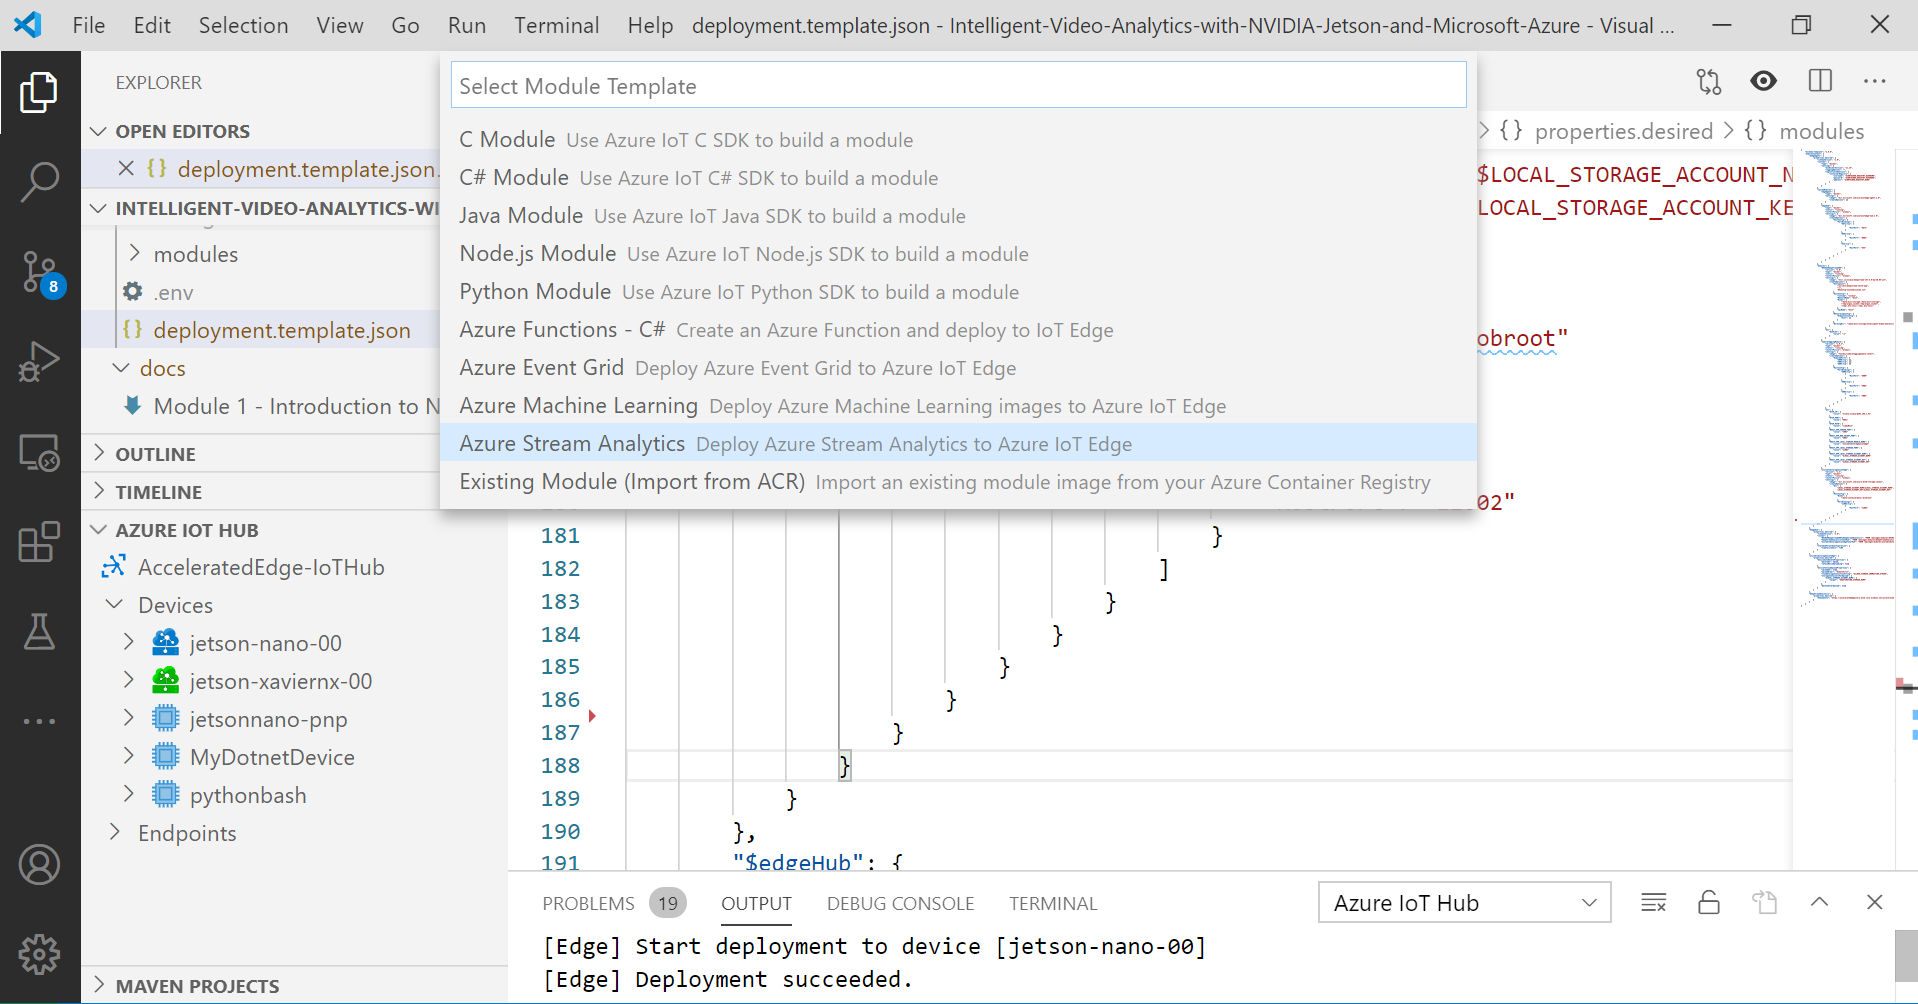 File Edit Selection View Go Run Terminal Help deployment.template.json - Intelligent-Video-Analytics-with-NVIDIA-Jetson-and-Microsoft-Azure - Visual ...
EXPLORER
OPEN EDITORS
{} deployment.template.json
INTELLIGENT-VIDEO-ANALYTICS-WI
modules
.env
{} deployment.template.json
docs
Module 1 - Introduction to N
OUTLINE
TIMELINE
AZURE IOT HUB
AcceleratedEdge-IoTHub
Devices
jetson-nano-00
jetson-xaviernx-00
jetsonnano-pnp
MyDotnetDevice
pythonbash
Endpoints
MAVEN PROJECTS
8
Select Module Template
C Module Use Azure IoT C SDK to build a module
C# Module Use Azure IoT C# SDK to build a module
Java Module Use Azure IoT Java SDK to build a module
Node.js Module Use Azure IoT Node.js SDK to build a module
Python Module Use Azure IoT Python SDK to build a module
Azure Functions - C# Create an Azure Function and deploy to IoT Edge
Azure Event Grid Deploy Azure Event Grid to Azure IoT Edge
Azure Machine Learning Deploy Azure Machine Learning images to Azure IoT Edge
Azure Stream Analytics Deploy Azure Stream Analytics to Azure IoT Edge
Existing Module (Import from ACR) Import an existing module image from your Azure Container Registry
{} properties.desired {} modules
$LOCAL_STORAGE_ACCOUNT_N
LOCAL_STORAGE_ACCOUNT_KE
obroot"
02"
181 }
182 ]
183 }
184 }
185 }
186 }
187 }
188 }
189 }
190 },
191 "$edgeHub": {
PROBLEMS 19 OUTPUT DEBUG CONSOLE TERMINAL Azure IoT Hub
[Edge] Start deployment to device [jetson-nano-00]
[Edge] Deployment succeeded.